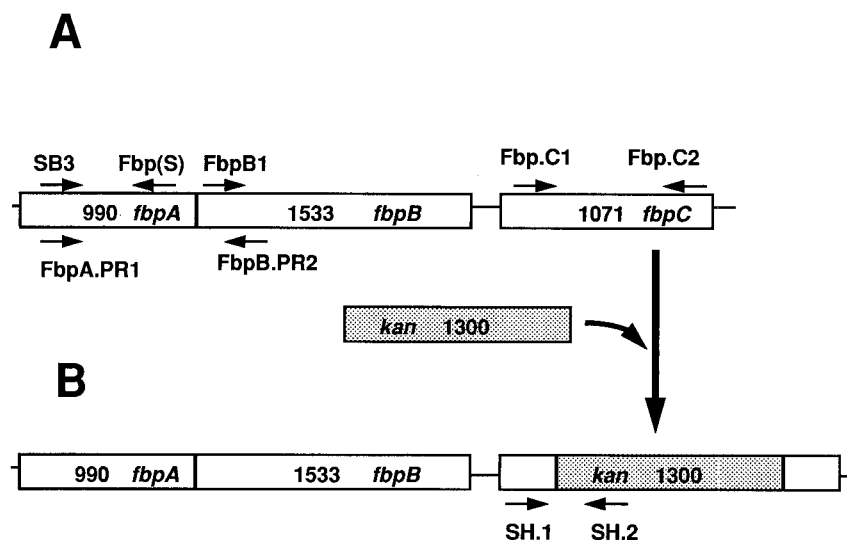 A
SB3 Fbp(S) FbpB1 Fbp.C1 Fbp.C2
990 fbpA 1533 fbpB 1071 fbpC
FbpA.PR1 FbpB.PR2
kan 1300
B
990 fbpA 1533 fbpB kan 1300
SH.1 SH.2